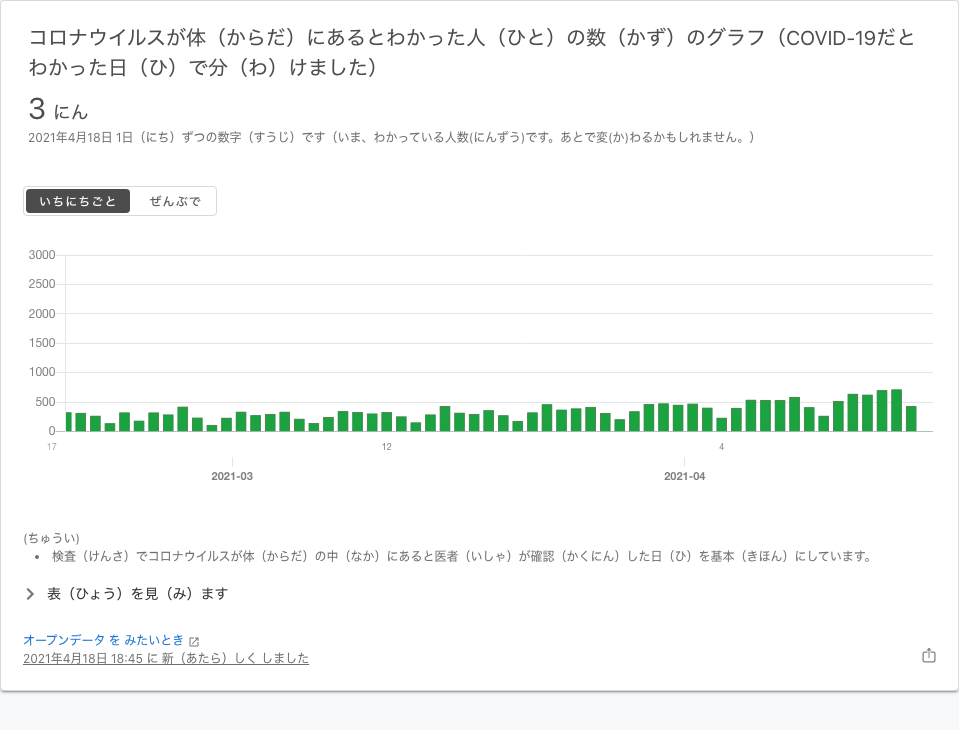 コロナウイルスが体（からだ）にあるとわかった人（ひと）の数（かず）のグラフ（COVID-19だと
わかった日（ひ）で分（わ）けました）
3 にん
2021年4月18日 1日（にち）ずつの数字（すうじ）です（いま、わかっている人数(にんずう)です。あとで変(か)わるかもしれません。）
いちにちごと ぜんぶで
3000
2500
2000
1500
1000
500
0
17 12 4
2021-03 2021-04
(ちゅうい)
• 検査（けんさ）でコロナウイルスが体（からだ）の中（なか）にあると医者（いしゃ）が確認（かくにん）した日（ひ）を基本（きほん）にしています。
表（ひょう）を見（み）ます
オープンデータ を みたいとき
2021年4月18日 18:45 に 新（あたら）しく しました